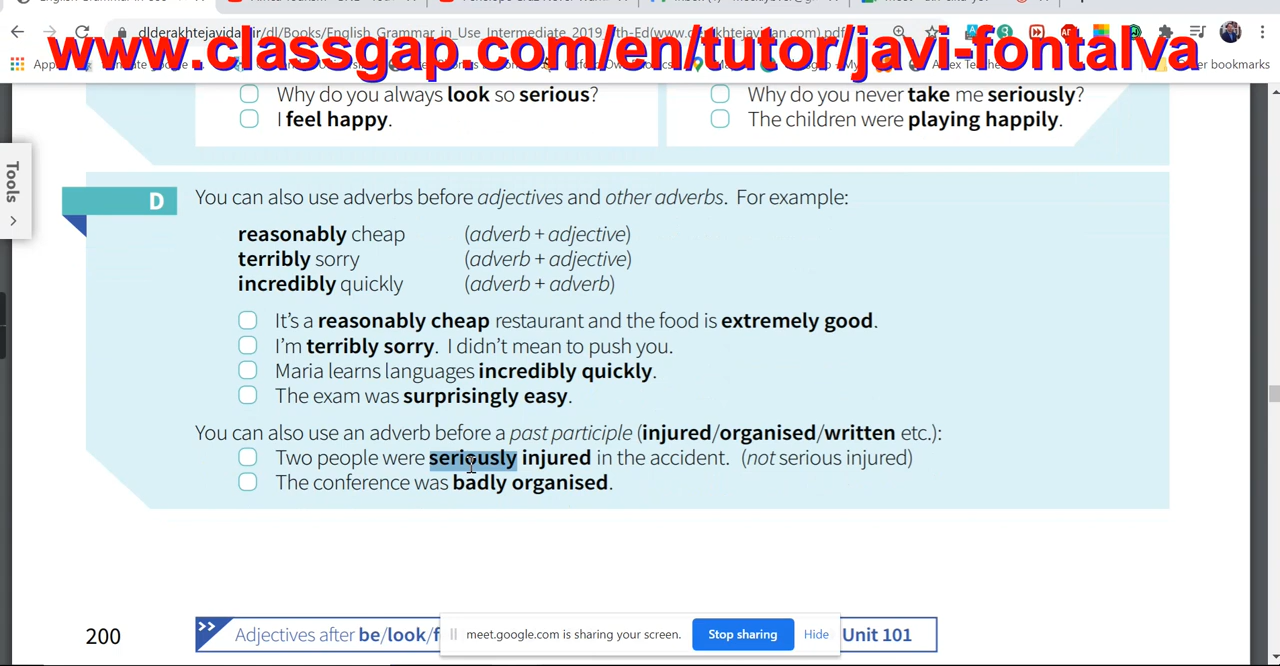 www.classgap.com/en/tutor/javi-fontalva
Why do you always look so serious?
I feel happy.
Why do you never take me seriously?
The children were playing happily.
Tools
D
You can also use adverbs before adjectives and other adverbs. For example:
reasonably cheap (adverb + adjective)
terribly sorry (adverb + adjective)
incredibly quickly (adverb + adverb)
It's a reasonably cheap restaurant and the food is extremely good.
I'm terribly sorry. I didn't mean to push you.
Maria learns languages incredibly quickly.
The exam was surprisingly easy.
You can also use an adverb before a past participle (injured/organised/written etc.):
Two people were seriously injured in the accident. (not serious injured)
The conference was badly organised.
200
Adjectives after be/look/f
meet.google.com is sharing your screen.
Stop sharing
Hide
Unit 101